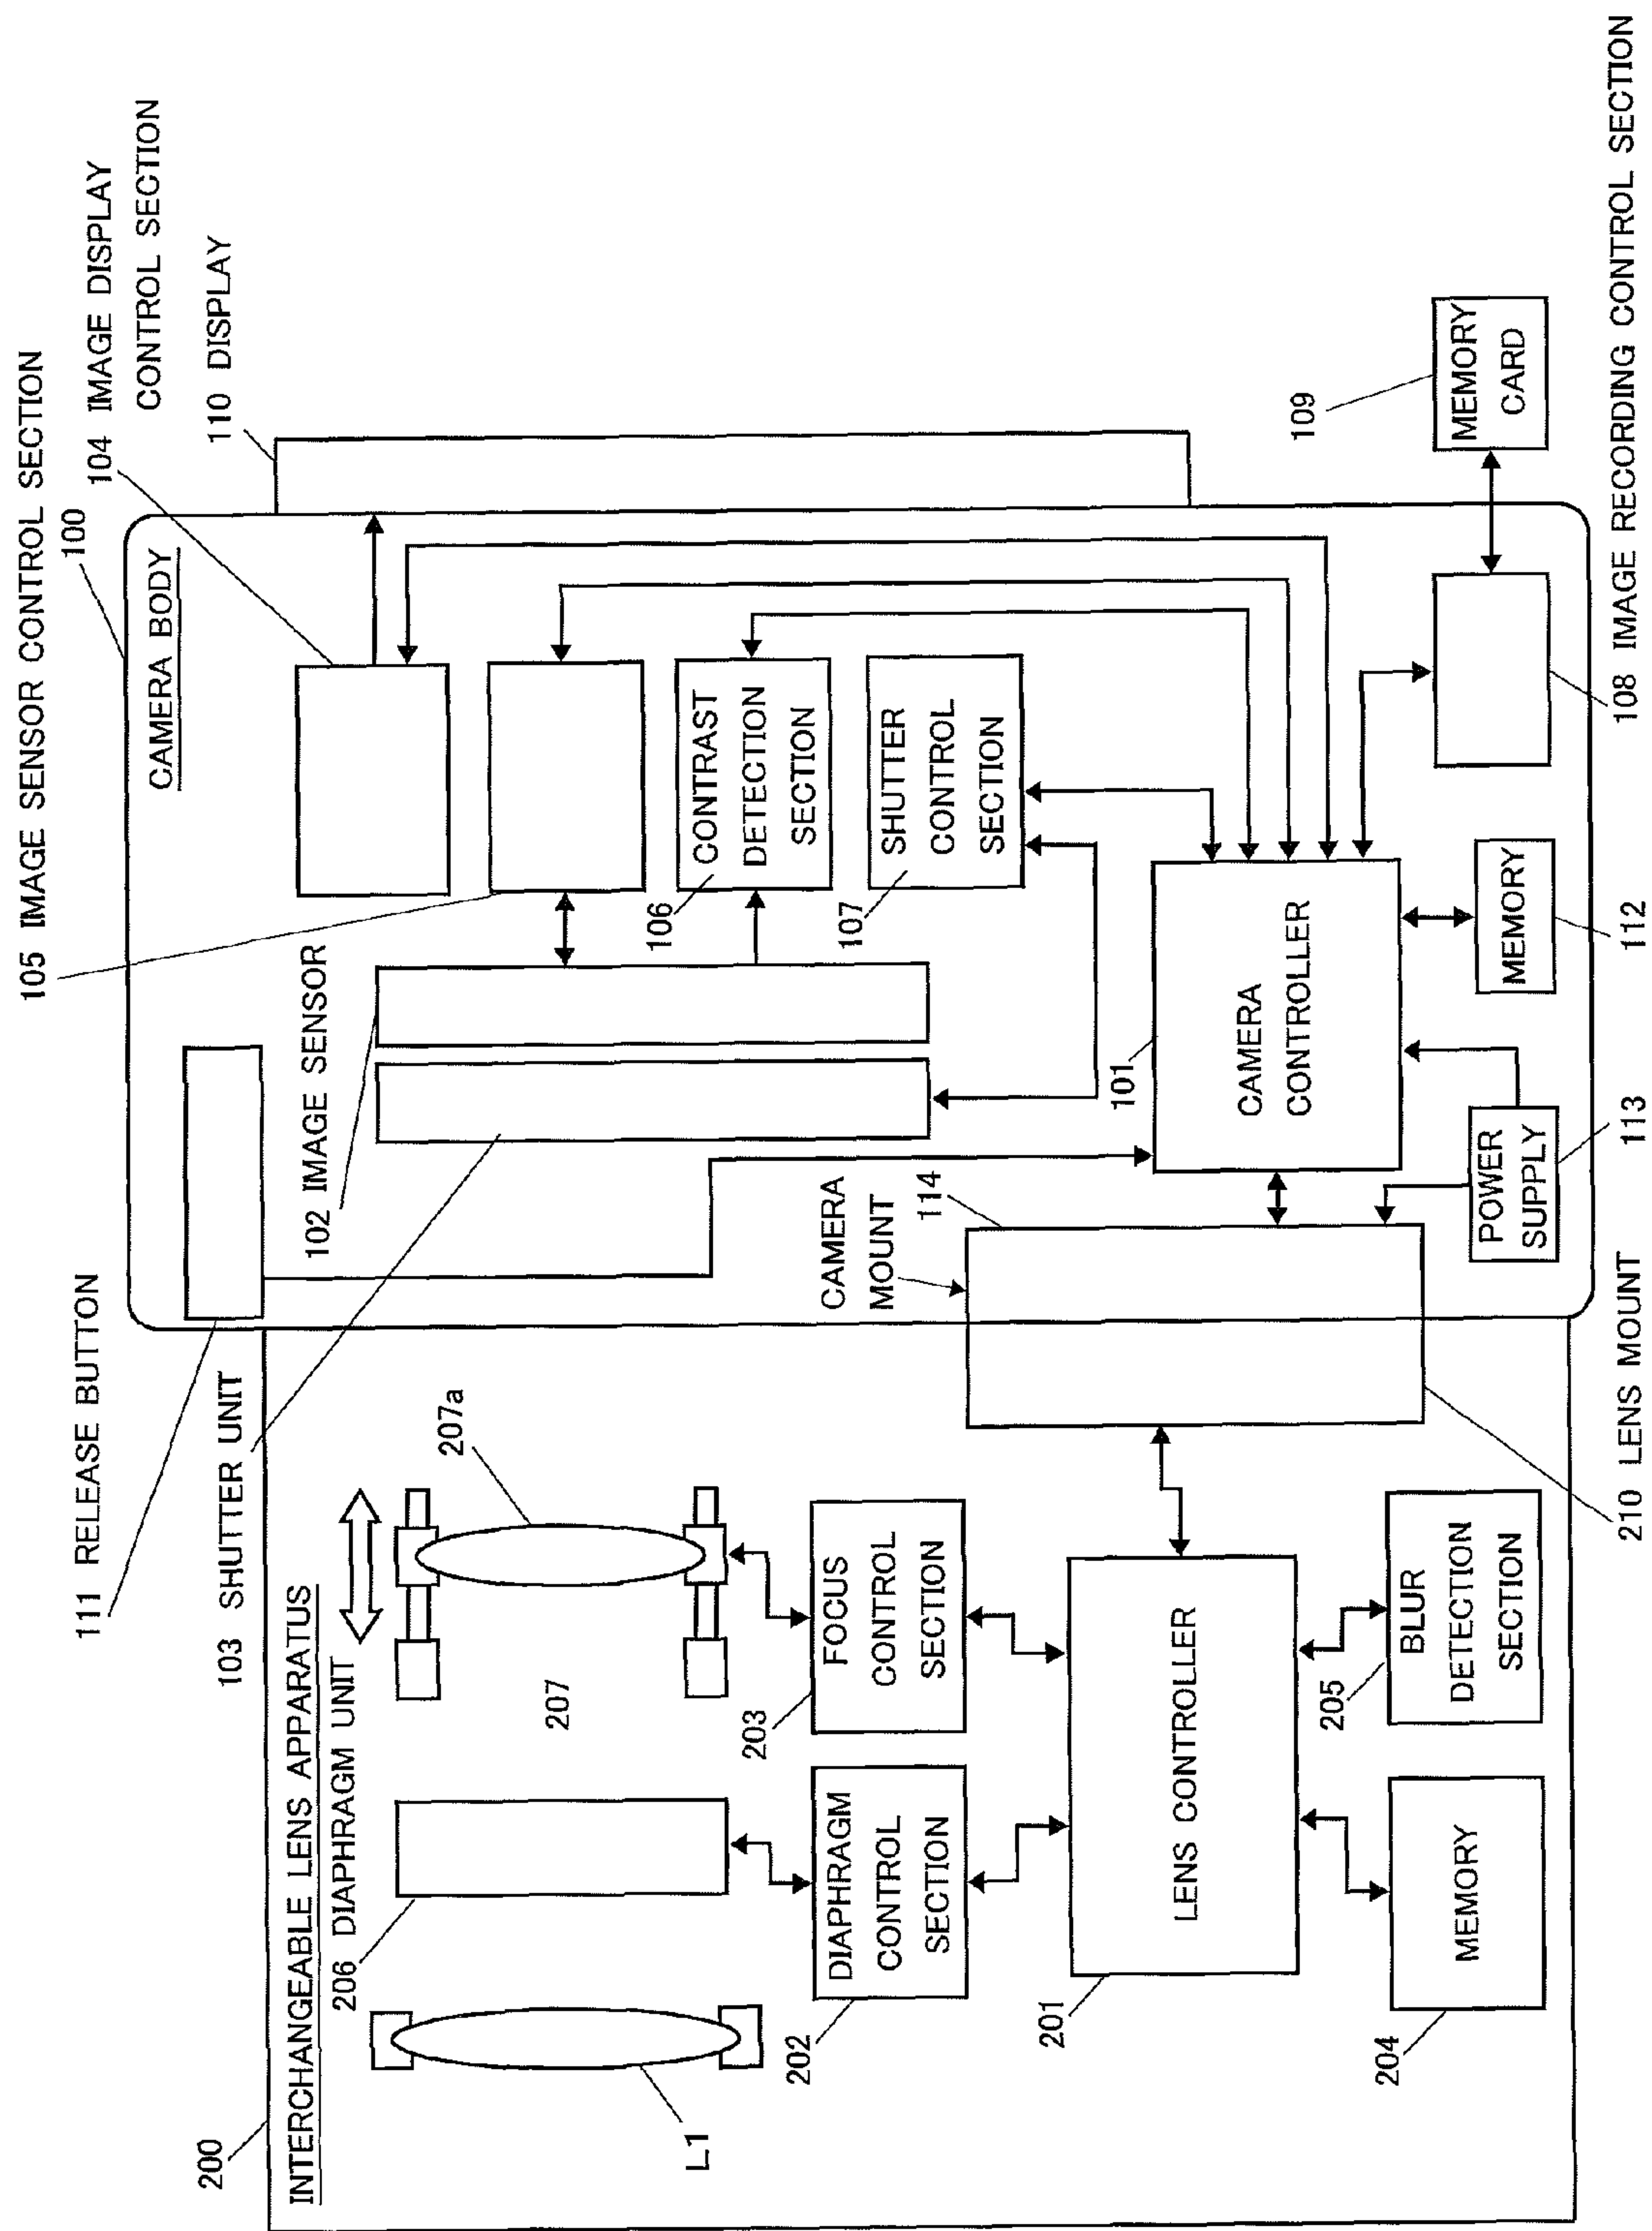 200
INTERCHANGEABLE LENS APPARATUS
206 DIAPHRAGM UNIT
103 SHUTTER UNIT
111 RELEASE BUTTON
105 IMAGE SENSOR CONTROL SECTION
100
104 IMAGE DISPLAY
CONTROL SECTION
110 DISPLAY
CAMERA BODY
102 IMAGE SENSOR
L1
207
207a
106
CONTRAST
DETECTION
SECTION
107
SHUTTER
CONTROL
SECTION
202
DIAPHRAGM
CONTROL
SECTION
203
FOCUS
CONTROL
SECTION
CAMERA
MOUNT
114
101
CAMERA
CONTROLLER
109
MEMORY
CARD
201
LENS CONTROLLER
204
MEMORY
205
BLUR
DETECTION
SECTION
POWER
SUPPLY
MEMORY
210 LENS MOUNT
113
112
108 IMAGE RECORDING CONTROL SECTION